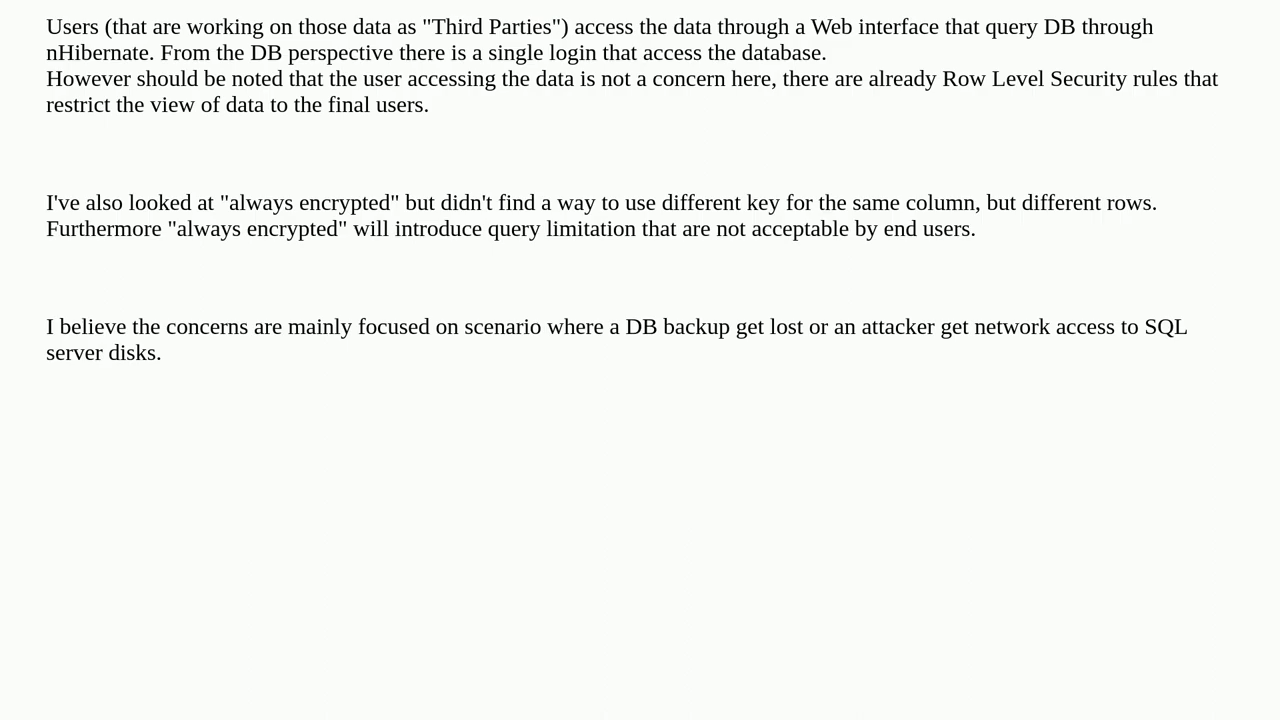 Users (that are working on those data as "Third Parties") access the data through a Web interface that query DB through
nHibernate. From the DB perspective there is a single login that access the database.
However should be noted that the user accessing the data is not a concern here, there are already Row Level Security rules that
restrict the view of data to the final users.
I've also looked at "always encrypted" but didn't find a way to use different key for the same column, but different rows.
Furthermore "always encrypted" will introduce query limitation that are not acceptable by end users.
I believe the concerns are mainly focused on scenario where a DB backup get lost or an attacker get network access to SQL
server disks.